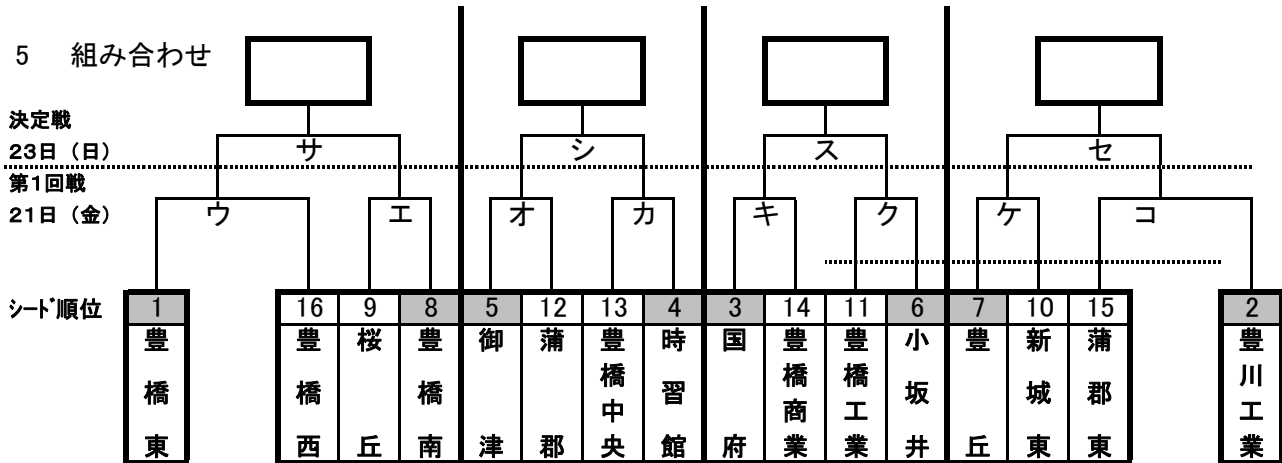 5 組み合わせ
決定戦
23日（日）
サ シ ス セ
第1回戦
21日（金）
ウ エ オ カ キ ク ケ コ
シード順位 1 16 9 8 5 12 13 4 3 14 11 6 7 10 15 2
豊橋東
豊橋西
桜丘
豊橋南
御津
蒲郡
豊橋中央
時習館
国府
豊橋商業
豊橋工業
小坂井
豊丘
新城東
蒲郡東
豊川工業